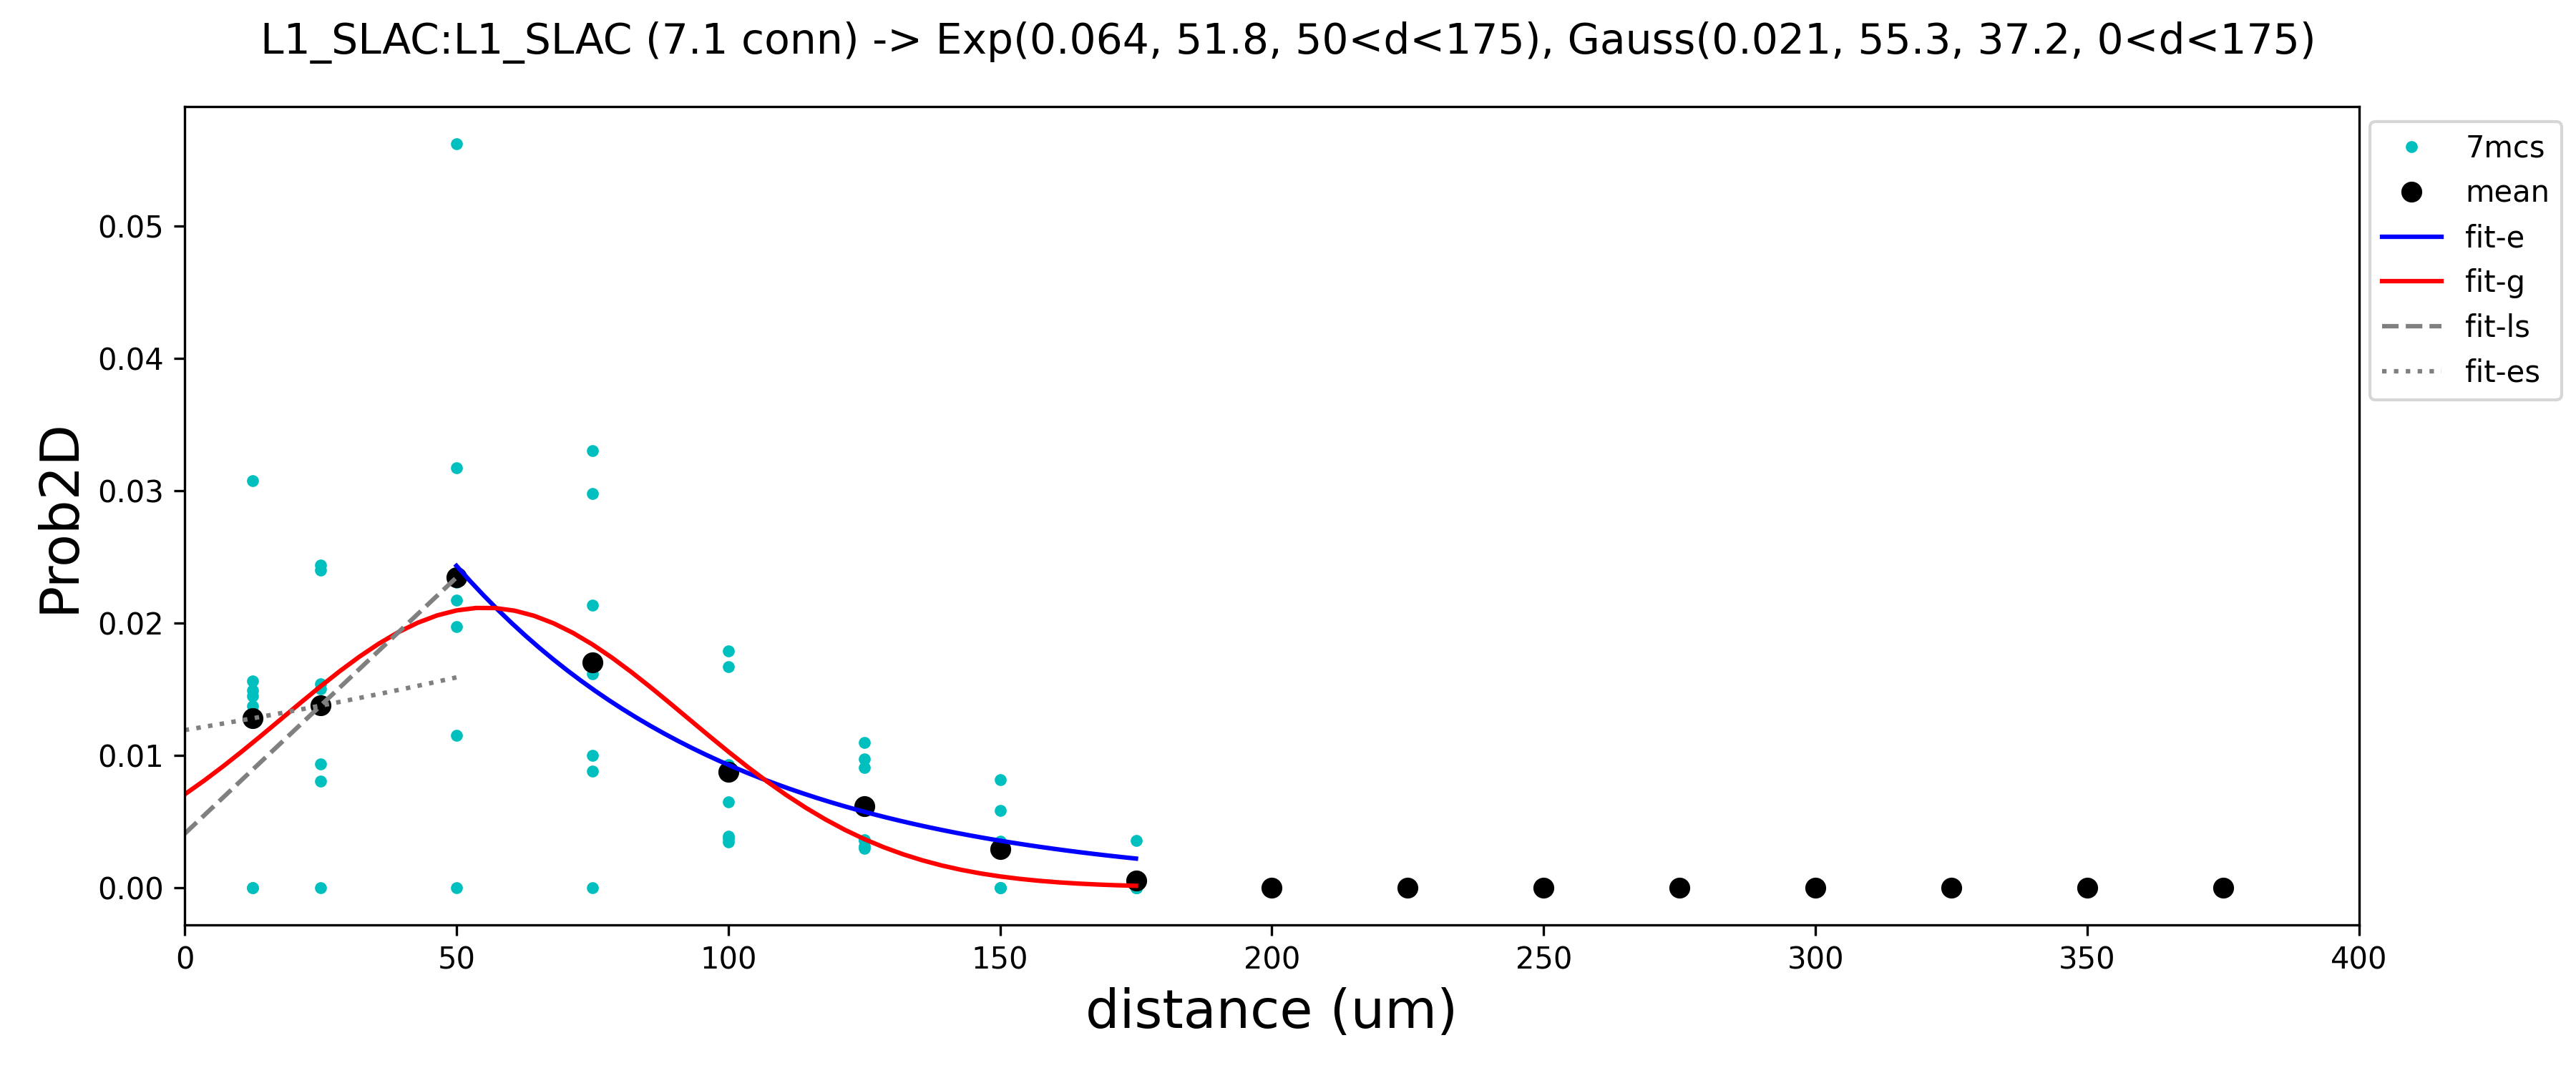 L1_SLAC:L1_SLAC (7.1 conn) -> Exp(0.064, 51.8, 50<d<175), Gauss(0.021, 55.3, 37.2, 0<d<175)
7mcs
mean
fit-e
fit-g
fit-ls
fit-es
Prob2D
0.05
0.04
0.03
0.02
0.01
0.00
0 50 100 150 200 250 300 350 400
distance (um)